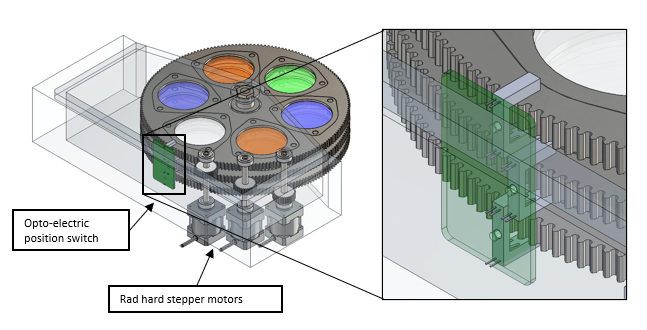 Opto-electric
position switch
Rad hard stepper motors